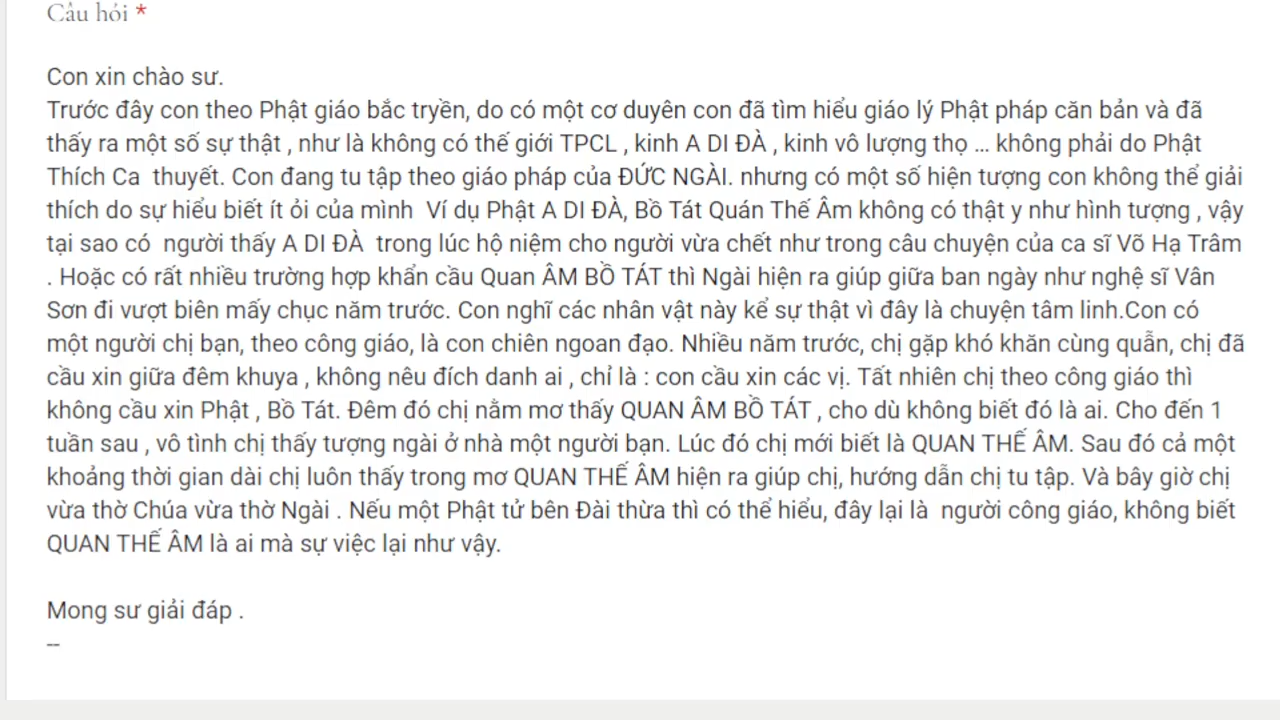 Câu hỏi *
Con xin chào sư.
Trước đây con theo Phật giáo bắc tryền, do có một cơ duyên con đã tìm hiểu giáo lý Phật pháp căn bản và đã
thấy ra một số sự thật , như là không có thế giới TPCL , kinh A DI ĐÀ , kinh vô lượng thọ ... không phải do Phật
Thích Ca  thuyết. Con đang tu tập theo giáo pháp của ĐỨC NGÀI. nhưng có một số hiện tượng con không thể giải
thích do sự hiểu biết ít ỏi của mình  Ví dụ Phật A DI ĐÀ, Bồ Tát Quán Thế Âm không có thật y như hình tượng , vậy
tại sao có  người thấy A DI ĐÀ  trong lúc hộ niệm cho người vừa chết như trong câu chuyện của ca sĩ Võ Hạ Trâm
. Hoặc có rất nhiều trường hợp khẩn cầu Quan ÂM BỒ TÁT thì Ngài hiện ra giúp giữa ban ngày như nghệ sĩ Vân
Sơn đi vượt biên mấy chục năm trước. Con nghĩ các nhân vật này kể sự thật vì đây là chuyện tâm linh.Con có
một người chị bạn, theo công giáo, là con chiên ngoan đạo. Nhiều năm trước, chị gặp khó khăn cùng quẫn, chị đã
cầu xin giữa đêm khuya , không nêu đích danh ai , chỉ là : con cầu xin các vị. Tất nhiên chị theo công giáo thì
không cầu xin Phật , Bồ Tát. Đêm đó chị nằm mơ thấy QUAN ÂM BỒ TÁT , cho dù không biết đó là ai. Cho đến 1
tuần sau , vô tình chị thấy tượng ngài ở nhà một người bạn. Lúc đó chị mới biết là QUAN THẾ ÂM. Sau đó cả một
khoảng thời gian dài chị luôn thấy trong mơ QUAN THẾ ÂM hiện ra giúp chị, hướng dẫn chị tu tập. Và bây giờ chị
vừa thờ Chúa vừa thờ Ngài . Nếu một Phật tử bên Đài thừa thì có thể hiểu, đây lại là  người công giáo, không biết
QUAN THẾ ÂM là ai mà sự việc lại như vậy.
Mong sư giải đáp .
--